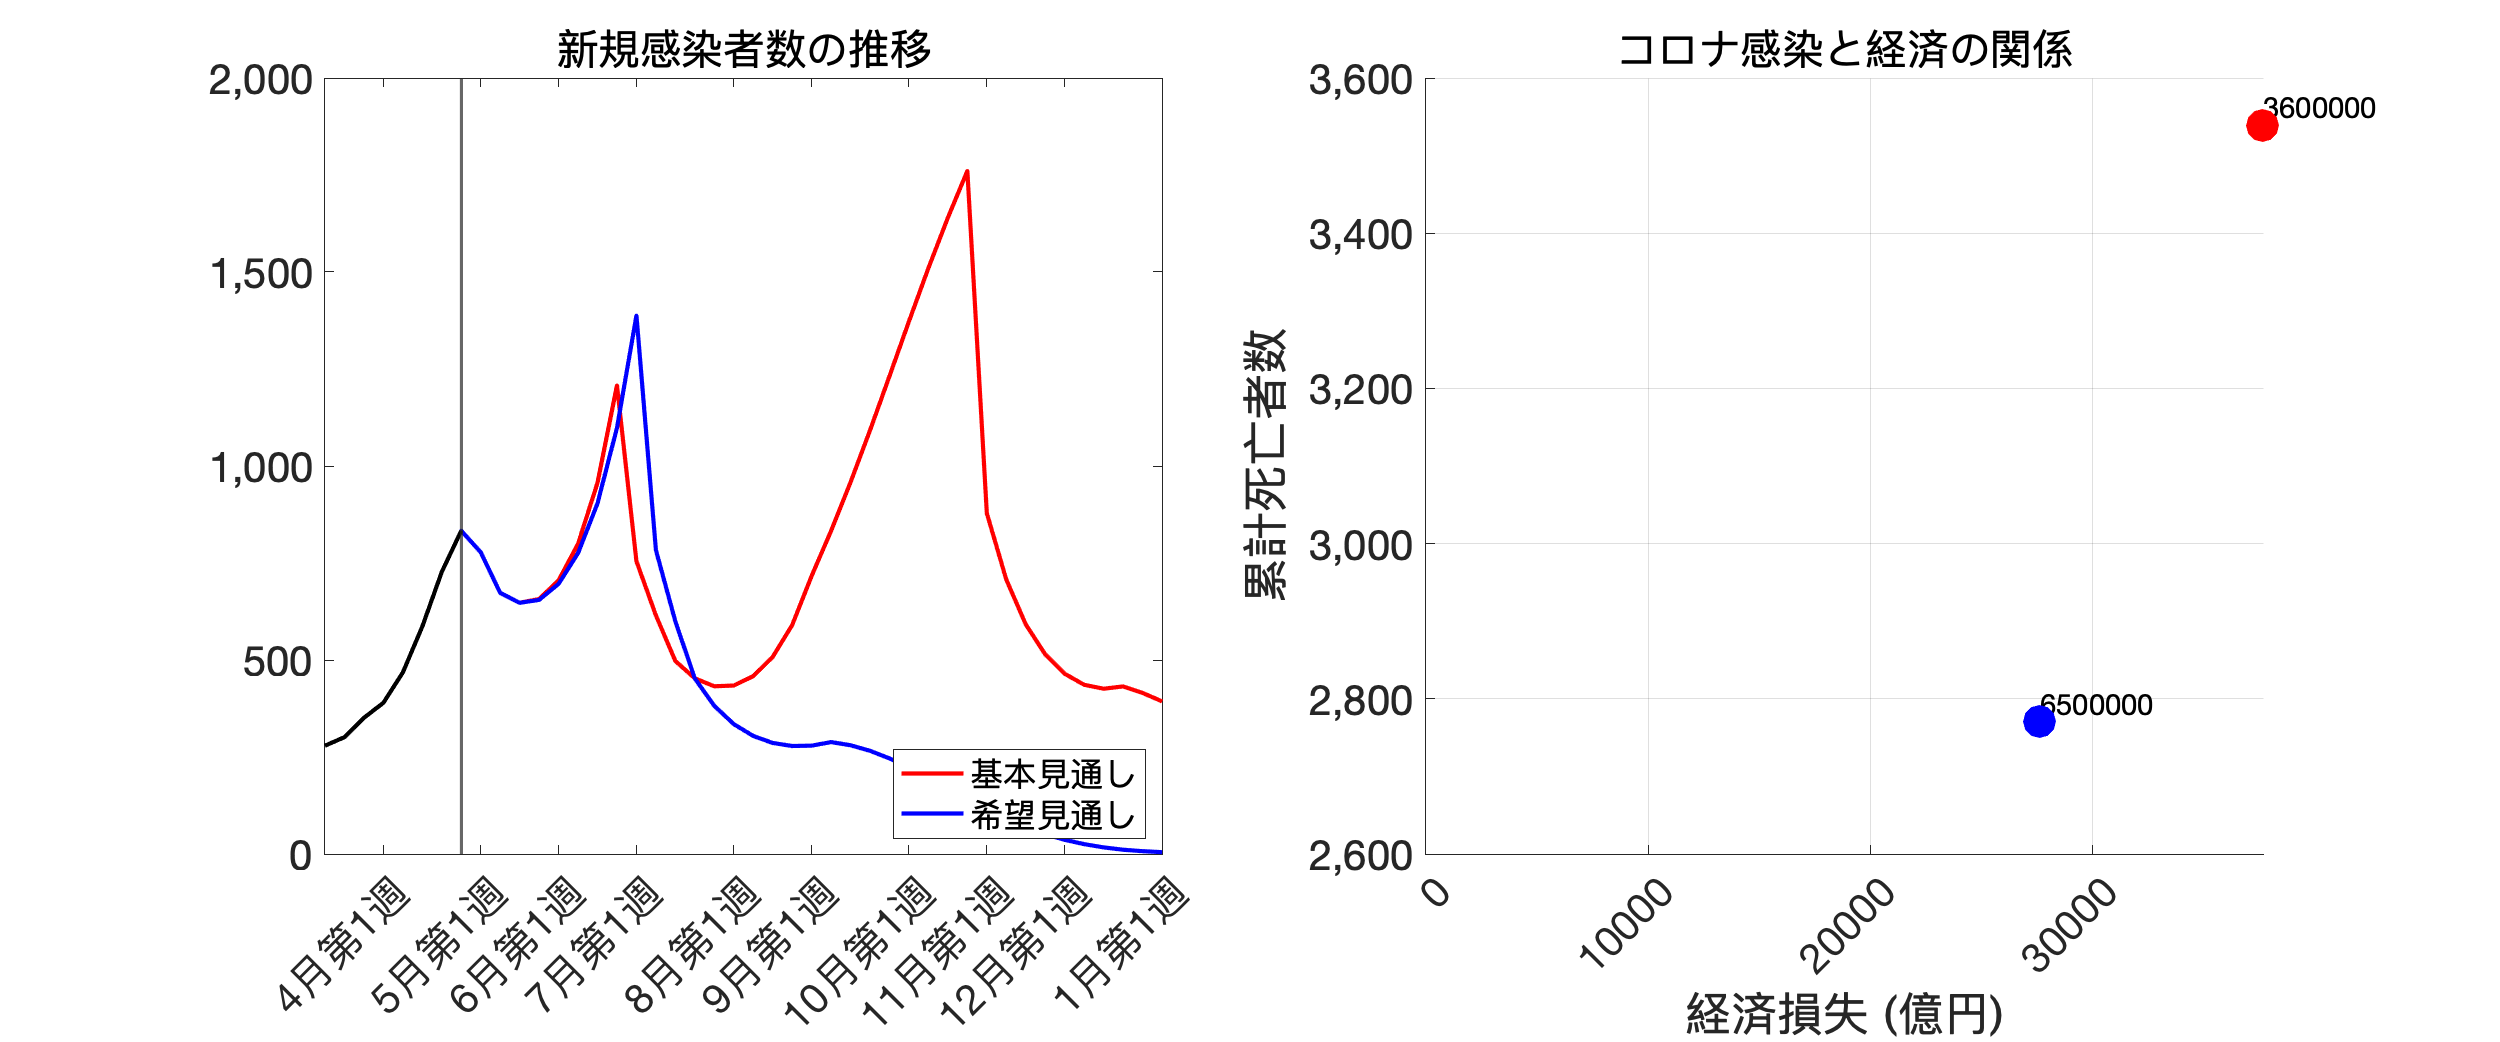 新規感染者数の推移
2,000
1,500
1,000
500
0
4月第1週
5月第1週
6月第1週
7月第1週
8月第1週
9月第1週
10月第1週
11月第1週
12月第1週
1月第1週
基本見通し
希望見通し
コロナ感染と経済の関係
累計死亡者数
3,600
3,400
3,200
3,000
2,800
2,600
3600000
6500000
0
10000
20000
30000
経済損失 (億円)